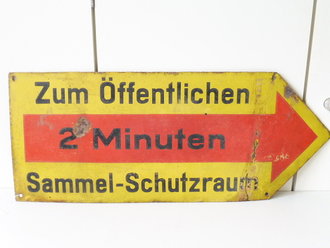 Zum Öffentlichen
2 Minuten
Sammel-Schutzraum